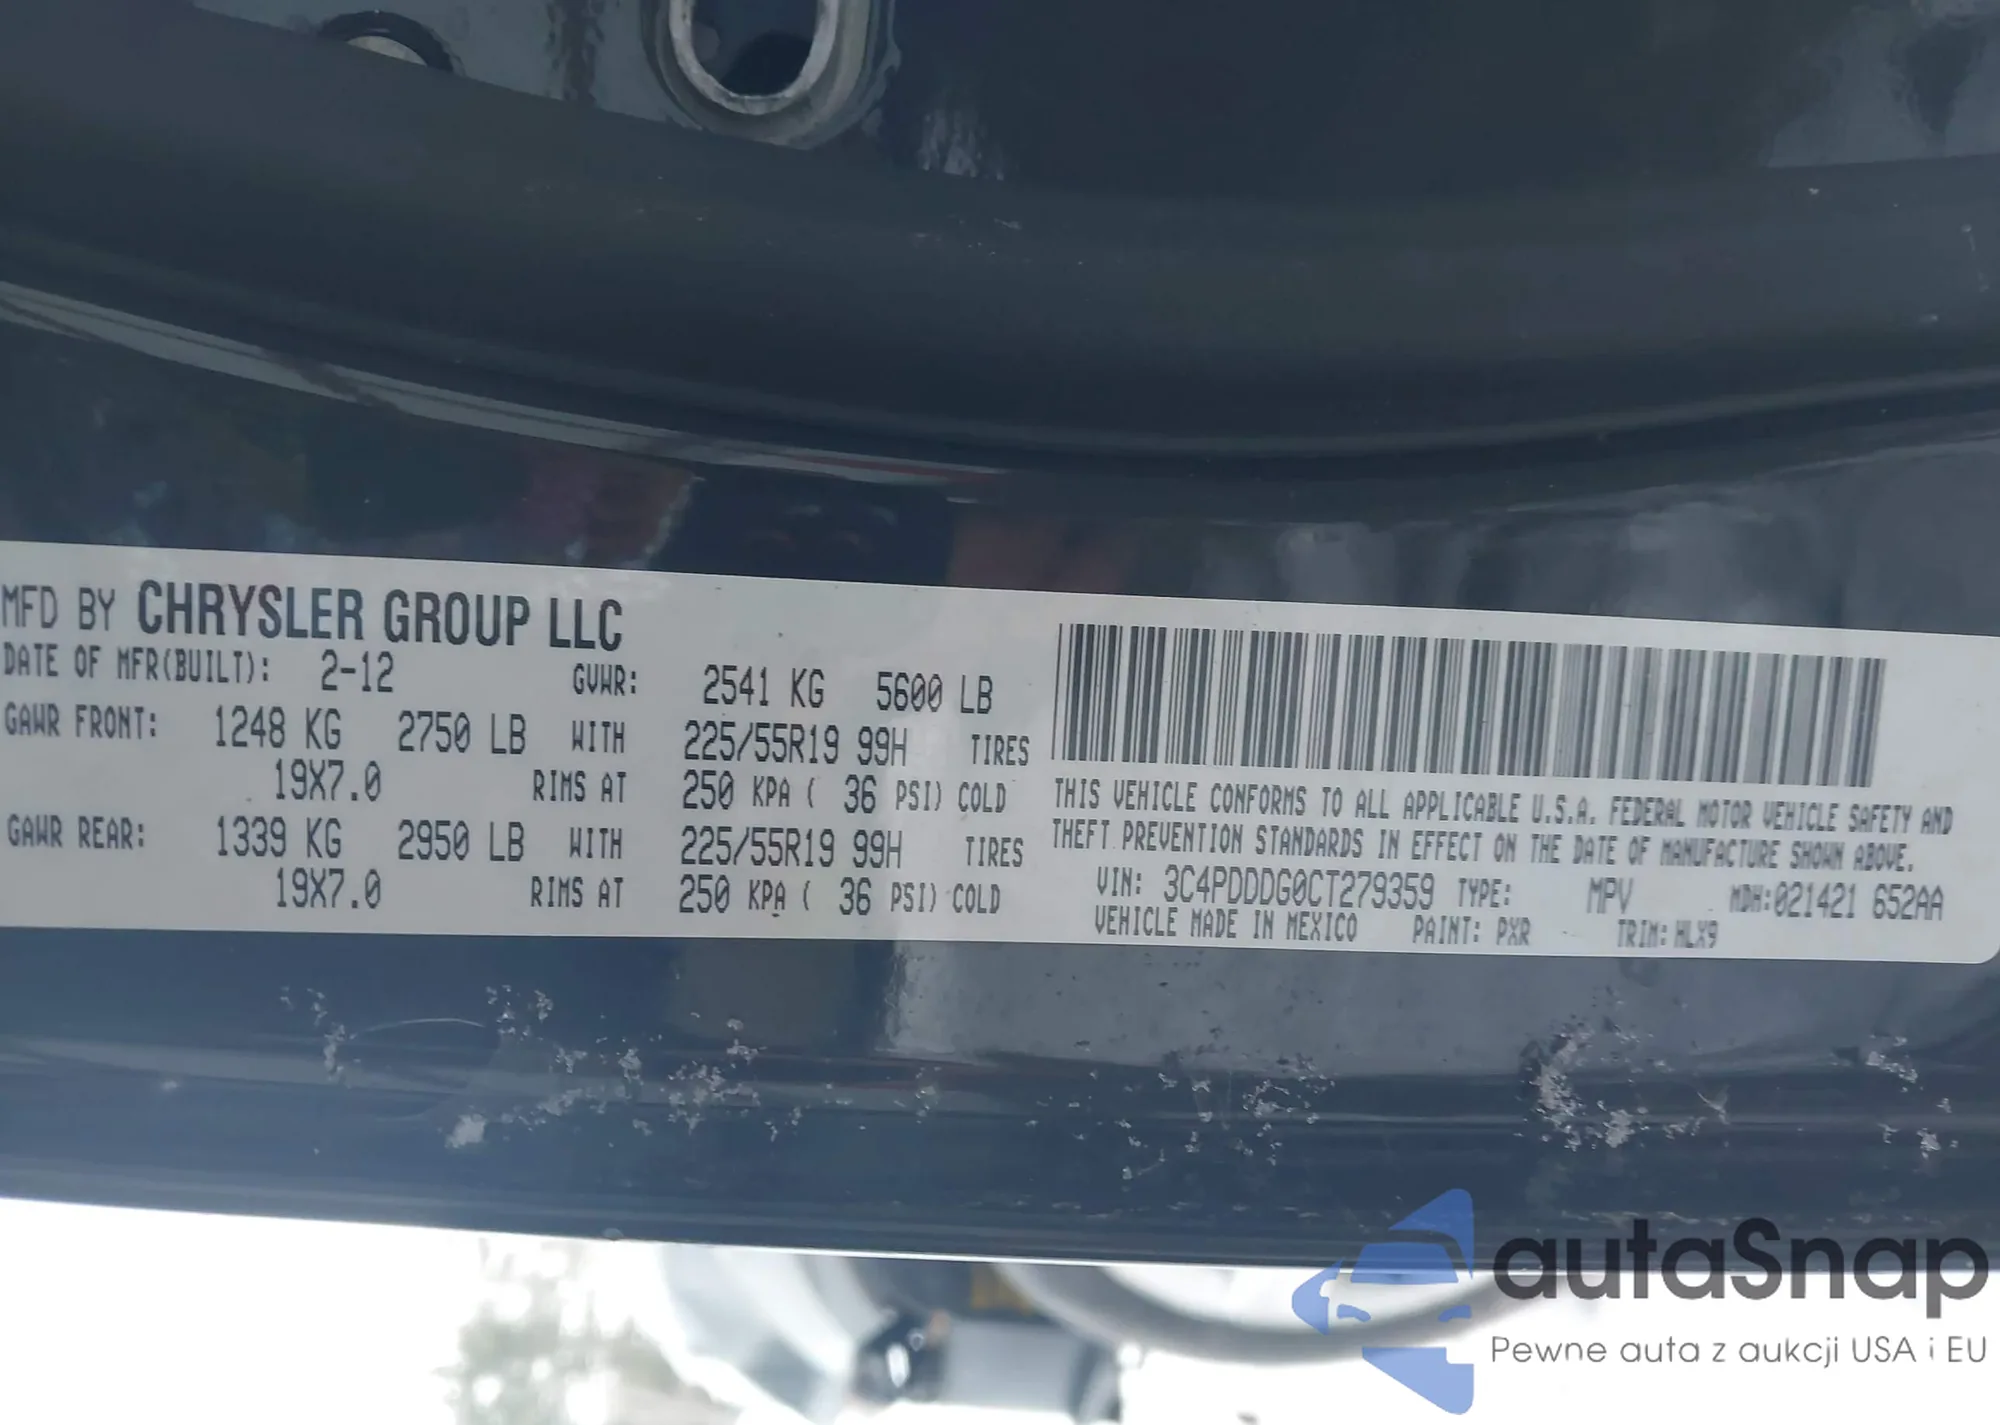 MFD BY CHRYSLER GROUP LLC
DATE OF MFR(BUILT): 2-12 GVWR: 2541 KG 5600 LB
GAWR FRONT: 1248 KG 2750 LB WITH 225/55R19 99H TIRES
19X7.0 RIMS AT 250 KPA ( 36 PSI) COLD
GAWR REAR: 1339 KG 2950 LB WITH 225/55R19 99H TIRES
19X7.0 RIMS AT 250 KPA ( 36 PSI) COLD
THIS VEHICLE CONFORMS TO ALL APPLICABLE U.S.A. FEDERAL MOTOR VEHICLE SAFETY AND
THEFT PREVENTION STANDARDS IN EFFECT ON THE DATE OF MANUFACTURE SHOWN ABOVE.
VIN: 3C4PDDDG0CT279359 TYPE: MPV MDH:021421 652AA
VEHICLE MADE IN MEXICO PAINT: PXR TRIM: HLX9
autaSnap
Pewne auta z aukcji USA i EU